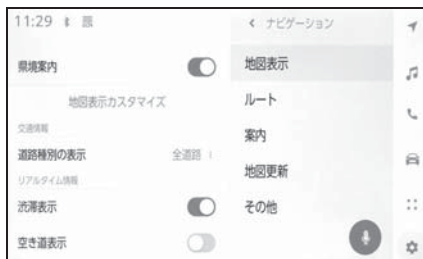 11:29
県境案内
地図表示カスタマイズ
交通情報
道路種別の表示 全道路
リアルタイム情報
渋滞表示
空き道表示
ナビゲーション
地図表示
ルート
案内
地図更新
その他